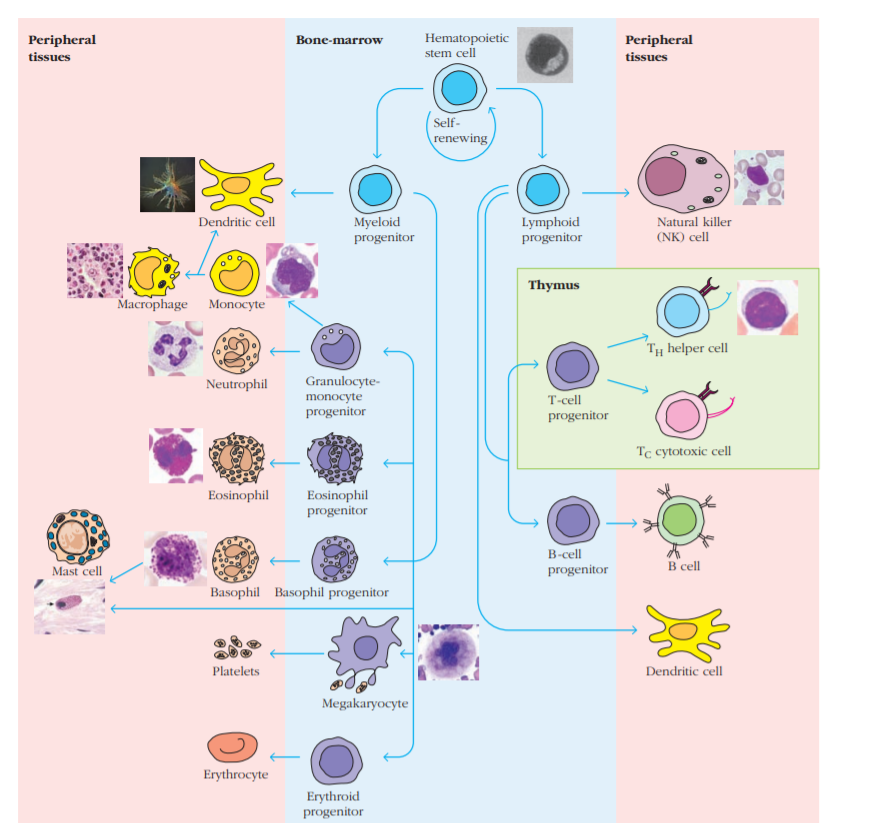 Peripheral
tissues
Bone-marrow
Hematopoietic
stem cell
Peripheral
tissues
Self-
renewing
Dendritic cell
Myeloid
progenitor
Lymphoid
progenitor
Natural killer
(NK) cell
Macrophage
Monocyte
Thymus
TH helper cell
Neutrophil
Granulocyte-
monocyte
progenitor
T-cell
progenitor
TC cytotoxic cell
Eosinophil
Eosinophil
progenitor
Mast cell
Basophil
Basophil progenitor
B-cell
progenitor
B cell
Platelets
Megakaryocyte
Dendritic cell
Erythrocyte
Erythroid
progenitor